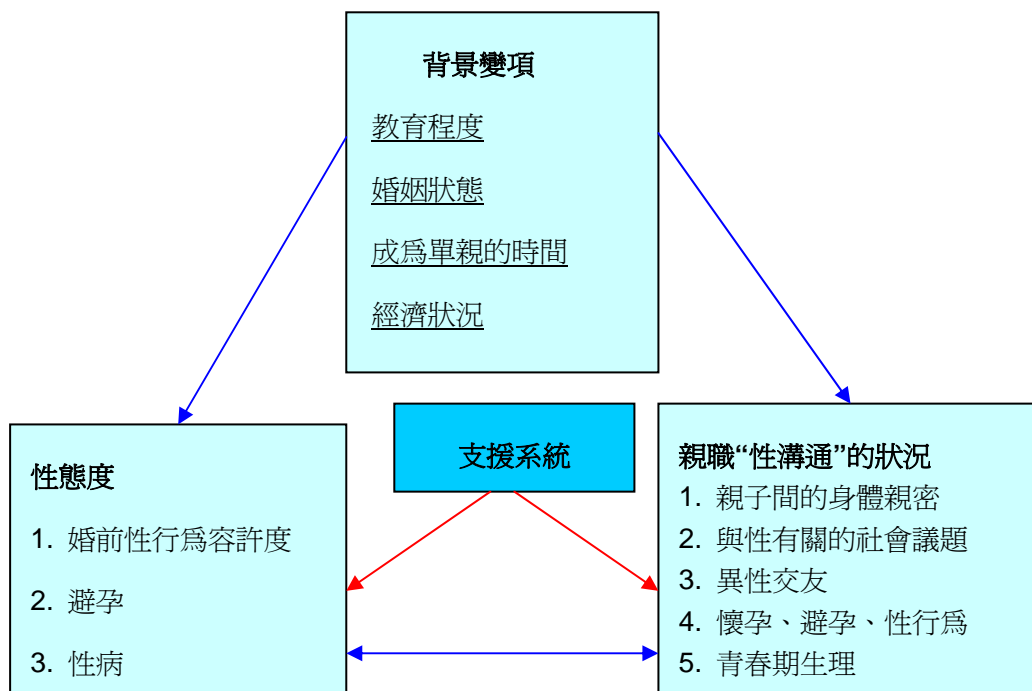 背景變項
教育程度
婚姻狀態
成爲單親的時間
經濟狀况
支援系統
性態度
1. 婚前性行爲容許度
2. 避孕
3. 性病
親職“性溝通”的狀况
1. 親子間的身體親密
2. 與性有關的社會議題
3. 異性交友
4. 懷孕、避孕、性行爲
5. 青春期生理